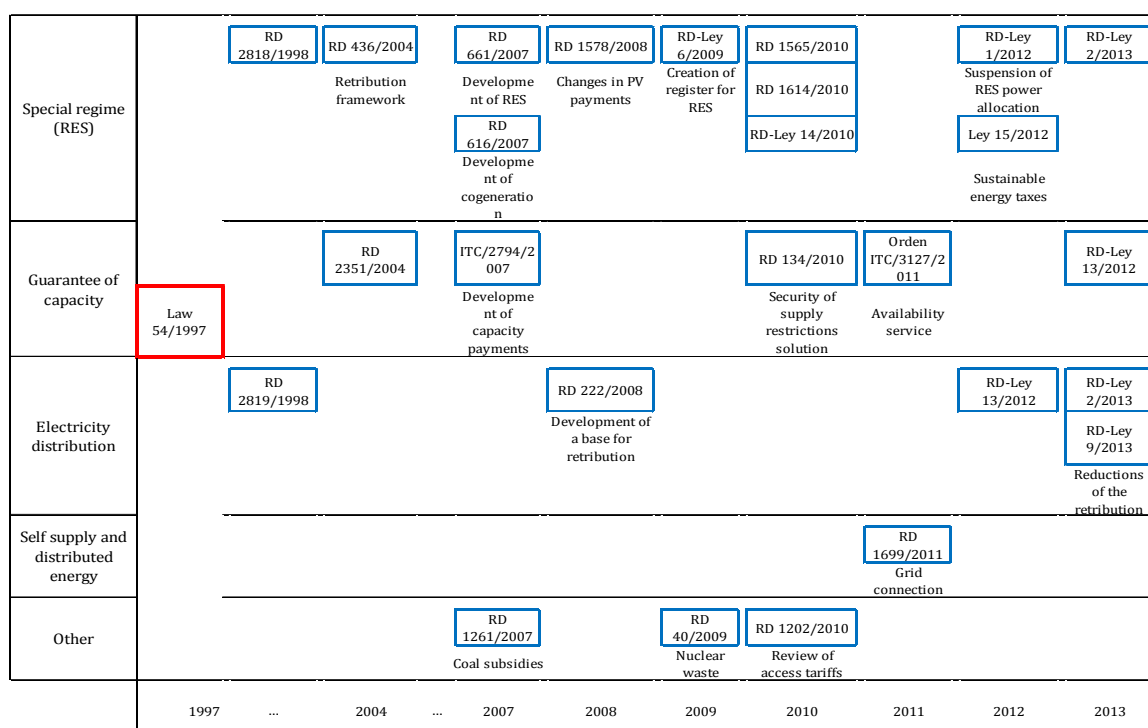 Special regime
(RES)
RD
2818/1998
RD 436/2004
Retribution
framework
RD
661/2007
Developme
nt of RES
RD
616/2007
Developme
nt of
cogeneratio
n
RD 1578/2008
Changes in PV
payments
RD-Ley
6/2009
Creation of
register for
RES
RD 1565/2010
RD 1614/2010
RD-Ley 14/2010
RD-Ley
1/2012
Suspension of
RES power
allocation
Ley 15/2012
Sustainable
energy taxes
RD-Ley
2/2013
Guarantee of
capacity
Law
54/1997
RD
2351/2004
ITC/2794/2
007
Developme
nt of
capacity
payments
RD 134/2010
Security of
supply
restrictions
solution
Orden
ITC/3127/2
011
Availability
service
RD-Ley
13/2012
Electricity
distribution
RD
2819/1998
RD 222/2008
Development of
a base for
retribution
RD-Ley
13/2012
RD-Ley
2/2013
RD-Ley
9/2013
Reductions
of the
retribution
Self supply and
distributed
energy
RD
1699/2011
Grid
connection
Other
RD
1261/2007
Coal subsidies
RD
40/2009
Nuclear
waste
RD 1202/2010
Review of
access tariffs
1997 ... 2004 ... 2007 2008 2009 2010 2011 2012 2013